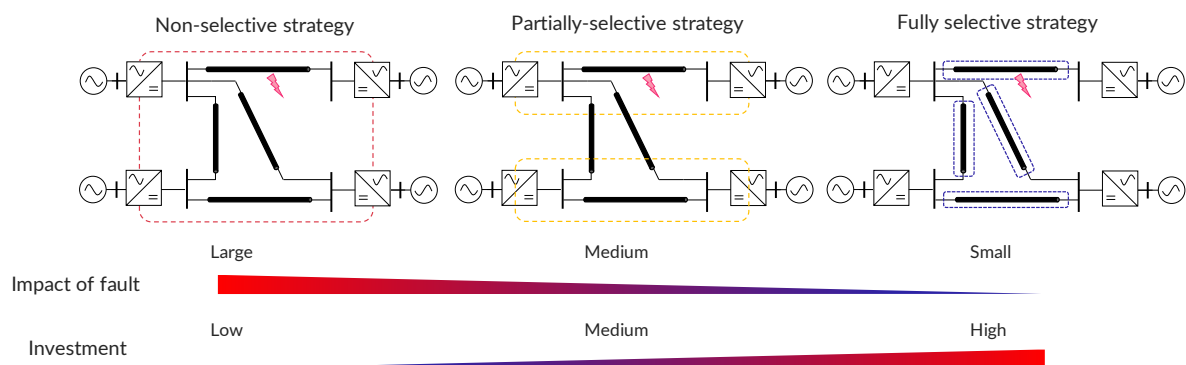 Non-selective strategy
Partially-selective strategy
Fully selective strategy
Large
Medium
Small
Impact of fault
Low
Medium
High
Investment